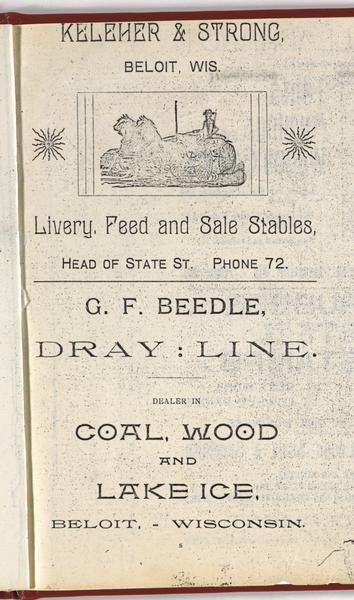 KELEHER & STRONG,
BELOIT, WIS.
Livery, Feed and Sale Stables,
HEAD OF STATE ST. PHONE 72.
G. F. BEEDLE,
DRAY : LINE.
DEALER IN
COAL, WOOD
AND
LAKE ICE,
BELOIT, - WISCONSIN.
s